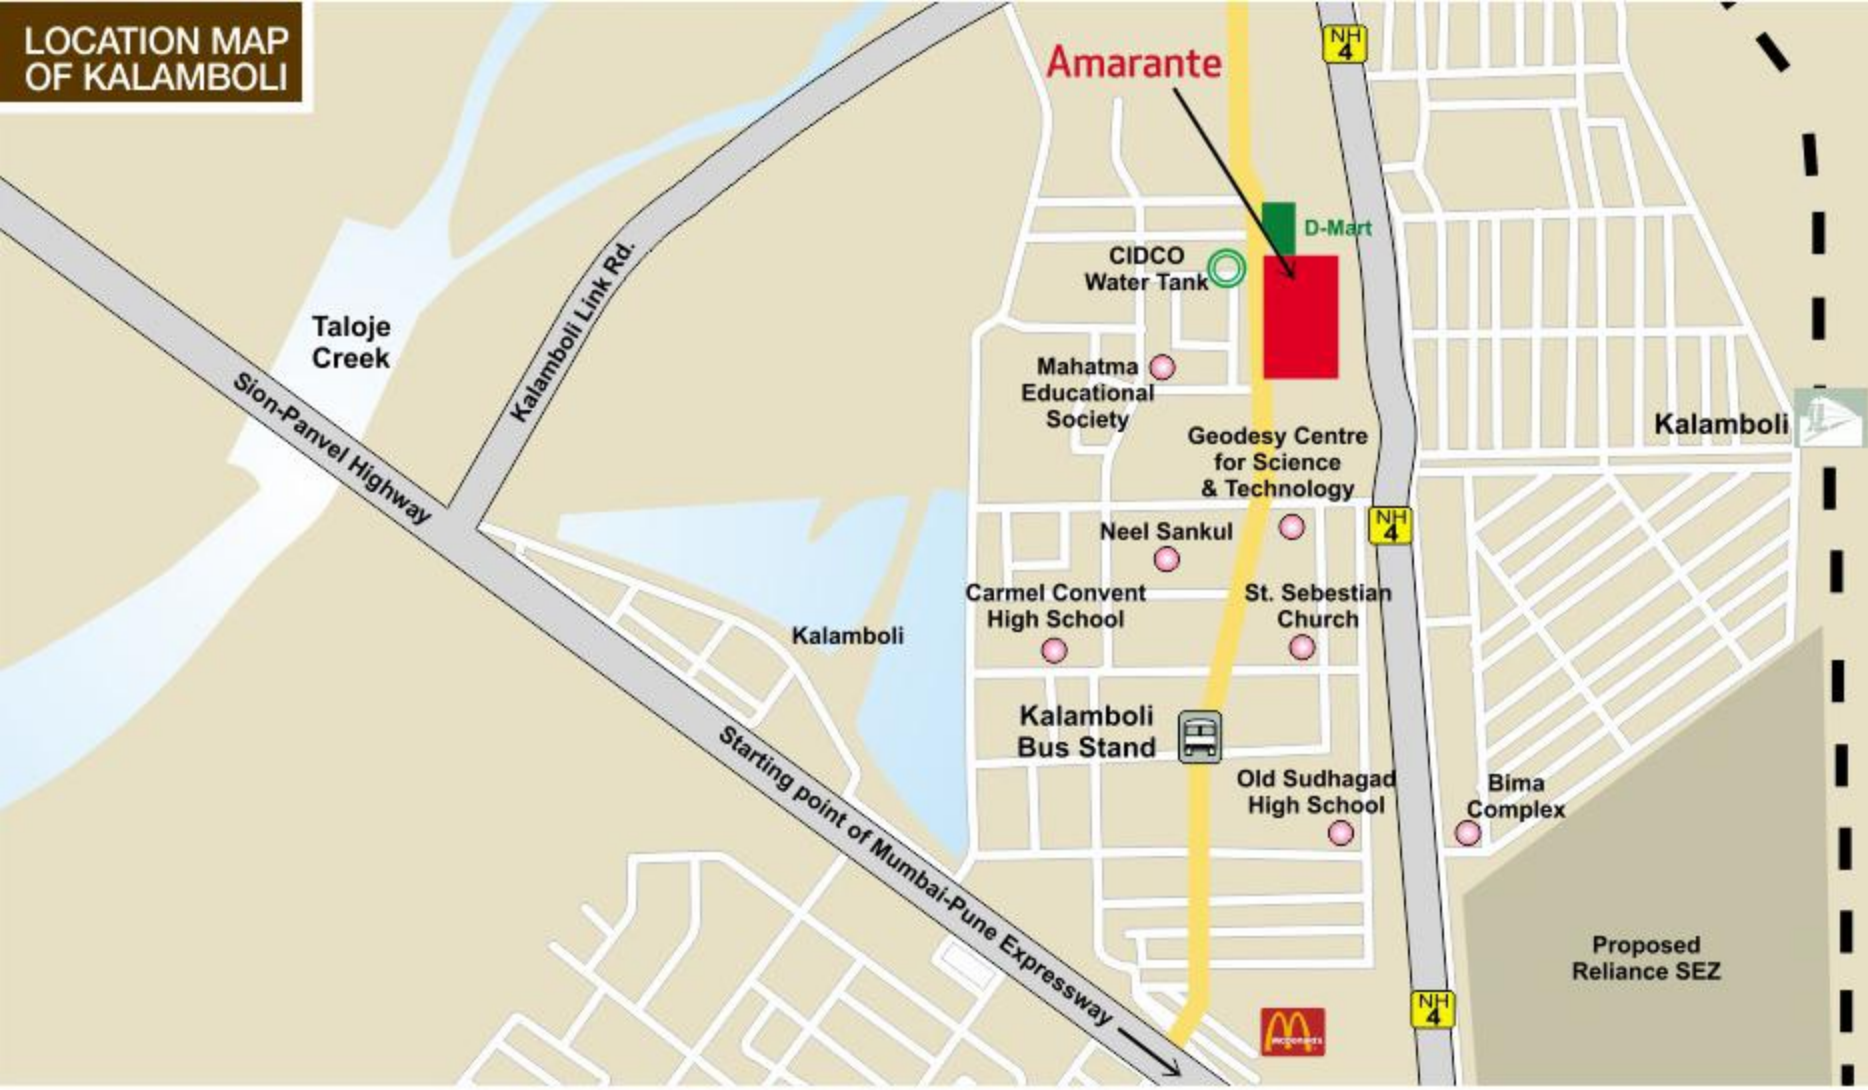 LOCATION MAP
OF KALAMBOLI
NH
4
Amarante
D-Mart
CIDCO
Water Tank
Kalamboli Link Rd.
Taloje
Creek
Sion-Panvel Highway
Mahatma
Educational
Society
Kalamboli
Geodesy Centre
for Science
& Technology
NH
4
Neel Sankul
Carmel Convent
High School
St. Sebestian
Church
Kalamboli
Kalamboli
Bus Stand
Starting point of Mumbai-Pune Expressway
Old Sudhagad
High School
Bima
Complex
Proposed
Reliance SEZ
NH
4
McDonald's